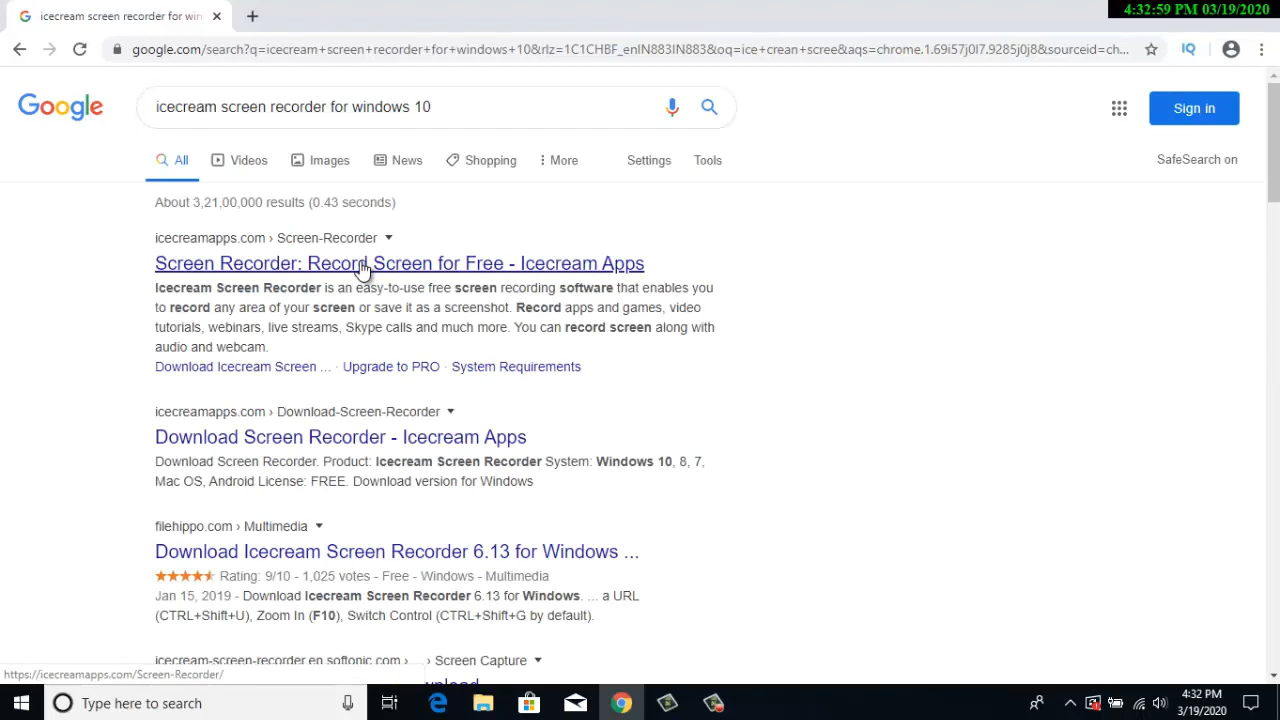 4:32:59 PM 03/19/2020
icecream screen recorder for win
google.com/search?q=icecream+screen+recorder+for+windows+10&rlz=1C1CHBF_enIN883IN883&oq=ice+crean+scree&aqs=chrome.1.69i57j0l7.9285j0j8&sourceid=ch...
IQ
Google
icecream screen recorder for windows 10
Sign in
All Videos Images News Shopping More Settings Tools
SafeSearch on
About 3,21,00,000 results (0.43 seconds)
icecreamapps.com › Screen-Recorder
Screen Recorder: Record Screen for Free - Icecream Apps
Icecream Screen Recorder is an easy-to-use free screen recording software that enables you
to record any area of your screen or save it as a screenshot. Record apps and games, video
tutorials, webinars, live streams, Skype calls and much more. You can record screen along with
audio and webcam.
Download Icecream Screen ... · Upgrade to PRO · System Requirements
icecreamapps.com › Download-Screen-Recorder
Download Screen Recorder - Icecream Apps
Download Screen Recorder. Product: Icecream Screen Recorder System: Windows 10, 8, 7,
Mac OS, Android License: FREE. Download version for Windows
filehippo.com › Multimedia
Download Icecream Screen Recorder 6.13 for Windows ...
Rating: 9/10 - 1,025 votes - Free - Windows - Multimedia
Jan 15, 2019 - Download Icecream Screen Recorder 6.13 for Windows. ... a URL
(CTRL+Shift+U), Zoom In (F10), Switch Control (CTRL+Shift+G by default).
icecream-screen-recorder.en.softonic.com › › Screen Capture
https://icecreamapps.com/Screen-Recorder/
Type here to search
4:32 PM
3/19/2020